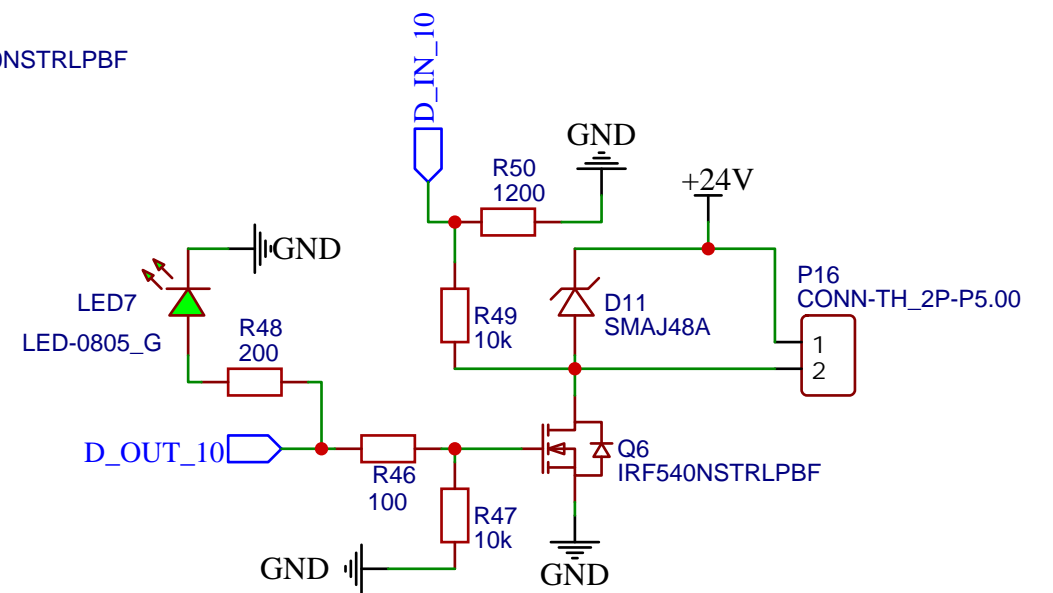 0NSTRLPBF
D_IN_10
GND
R50
1200
+24V
GND
P16
CONN-TH_2P-P5.00
LED7
LED-0805_G
R48
200
R49
10k
D11
SMAJ48A
1
2
D_OUT_10
R46
100
Q6
IRF540NSTRLPBF
R47
10k
GND
GND